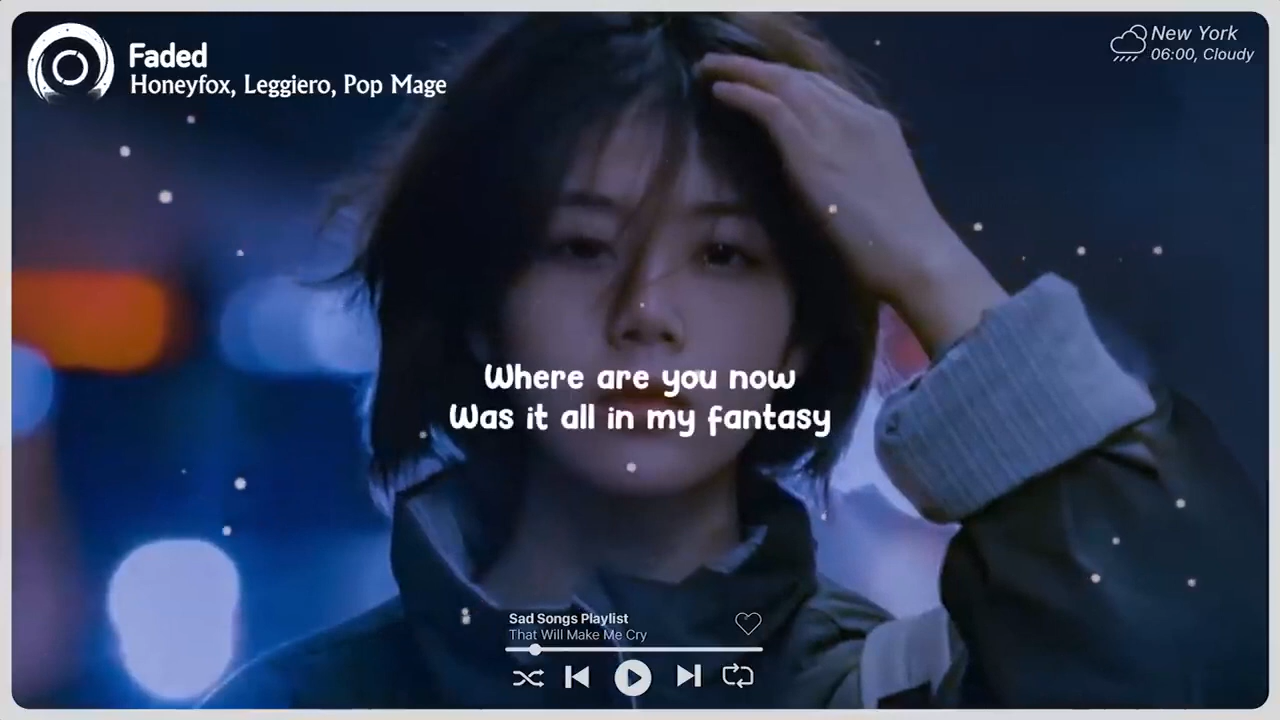 Faded
Honeyfox, Leggiero, Pop Mage
New York
06:00, Cloudy
Where are you now
Was it all in my fantasy
Sad Songs Playlist
That Will Make Me Cry